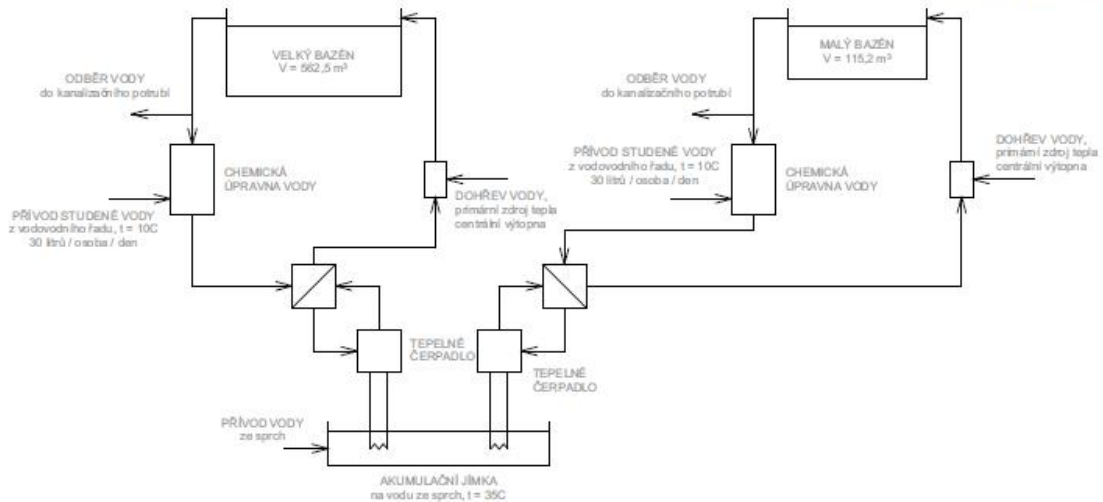 VELKÝ BAZÉN
V = 562,5 m³
ODBĚR VODY
do kanalizačního potrubí
CHEMICKÁ
ÚPRAVNA VODY
PŘÍVOD STUDENÉ VODY
z vodovodního řadu, t = 10C
30 litrů / osoba / den
DOHŘEV VODY,
primární zdroj tepla
centrální výtopna
TEPELNÉ
ČERPADLO
MALÝ BAZÉN
V = 115,2 m³
ODBĚR VODY
do kanalizačního potrubí
PŘÍVOD STUDENÉ VODY
z vodovodního řadu, t = 10C
30 litrů / osoba / den
CHEMICKÁ
ÚPRAVNA VODY
DOHŘEV VODY,
primární zdroj tepla
centrální výtopna
TEPELNÉ
ČERPADLO
PŘÍVOD VODY
ze sprch
AKUMULAČNÍ JÍMKA
na vodu ze sprch, t = 35C